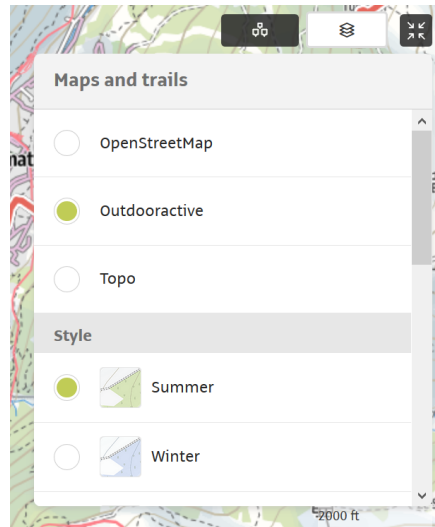 Maps and trails
OpenStreetMap
Outdooractive
Topo
Style
Summer
Winter
2000 ft